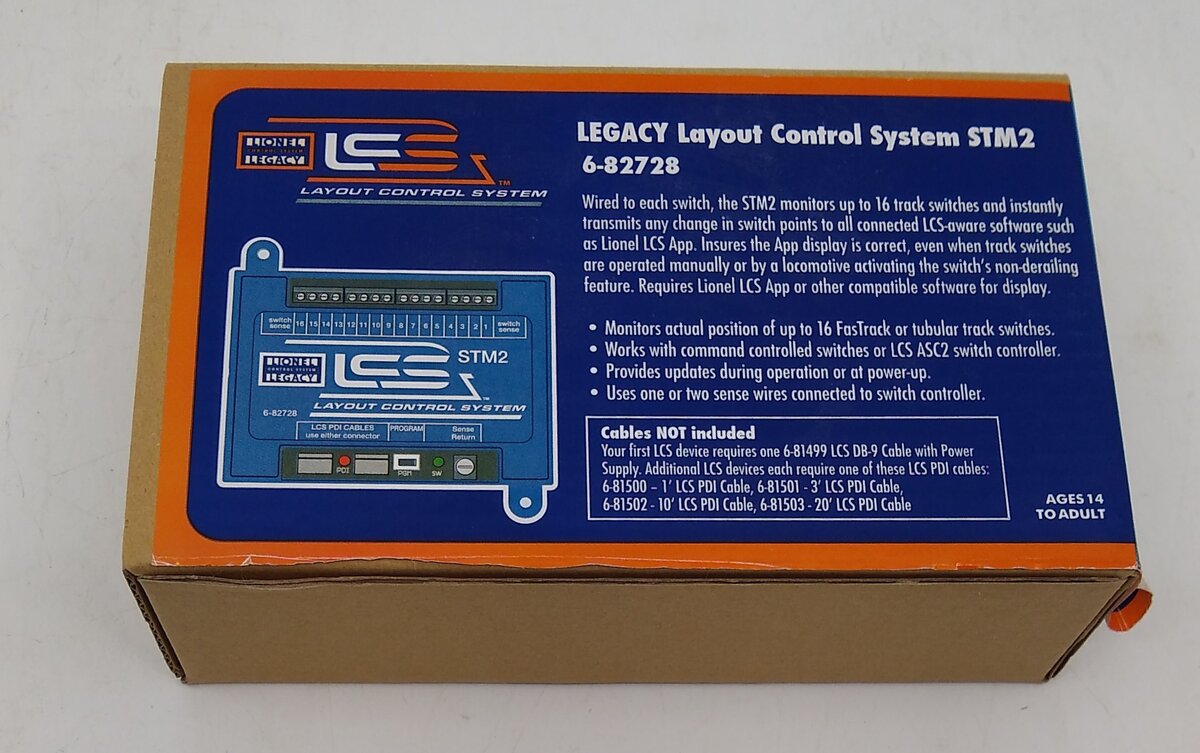 LIONEL
CONTROL SYSTEM
LEGACY
LCS
TM
LAYOUT CONTROL SYSTEM
LEGACY Layout Control System STM2
6-82728
Wired to each switch, the STM2 monitors up to 16 track switches and instantly
transmits any change in switch points to all connected LCS-aware software such
as Lionel LCS App. Insures the App display is correct, even when track switches
are operated manually or by a locomotive activating the switch's non-derailing
feature. Requires Lionel LCS App or other compatible software for display.
• Monitors actual position of up to 16 FasTrack or tubular track switches.
• Works with command controlled switches or LCS ASC2 switch controller.
• Provides updates during operation or at power-up.
• Uses one or two sense wires connected to switch controller.
Cables NOT included
Your first LCS device requires one 6-81499 LCS DB-9 Cable with Power
Supply. Additional LCS devices each require one of these LCS PDI cables:
6-81500 – 1' LCS PDI Cable, 6-81501 - 3' LCS PDI Cable,
6-81502 - 10' LCS PDI Cable, 6-81503 - 20' LCS PDI Cable
AGES 14
TO ADULT
switch sense 16 15 14 13 12 11 10 9 8 7 6 5 4 3 2 1 switch sense
LIONEL
CONTROL SYSTEM
LEGACY
LCS STM2
TM
LAYOUT CONTROL SYSTEM
6-82728
LCS PDI CABLES
use either connector
PROGRAM
Sense
Return
PDI
PGM
SW